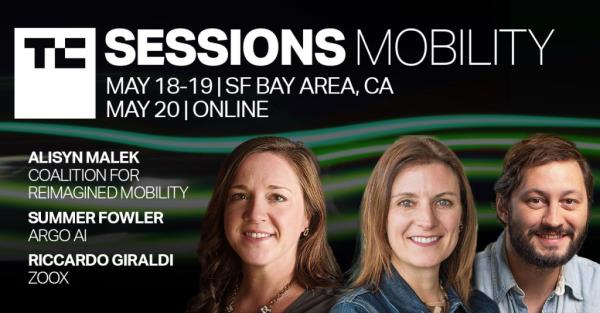 TC SESSIONS MOBILITY
MAY 18-19 | SF BAY AREA, CA
MAY 20 | ONLINE
ALISYN MALEK
COALITION FOR
REIMAGINED MOBILITY
SUMMER FOWLER
ARGO AI
RICCARDO GIRALDI
ZOOX